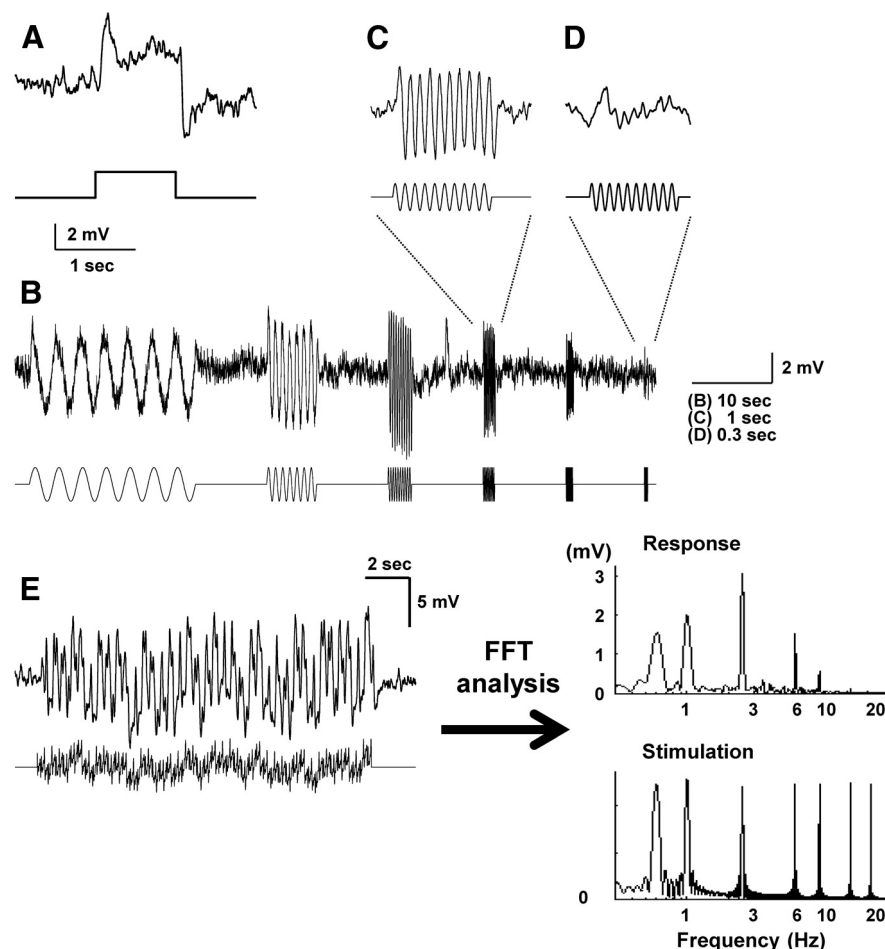 A
C
D
2 mV
1 sec
B
2 mV
(B) 10 sec
(C) 1 sec
(D) 0.3 sec
E
2 sec
5 mV
FFT
analysis
(mV)
Response
3
2
1
0
1 3 6 10 20
Stimulation
0
1 3 6 10 20
Frequency (Hz)